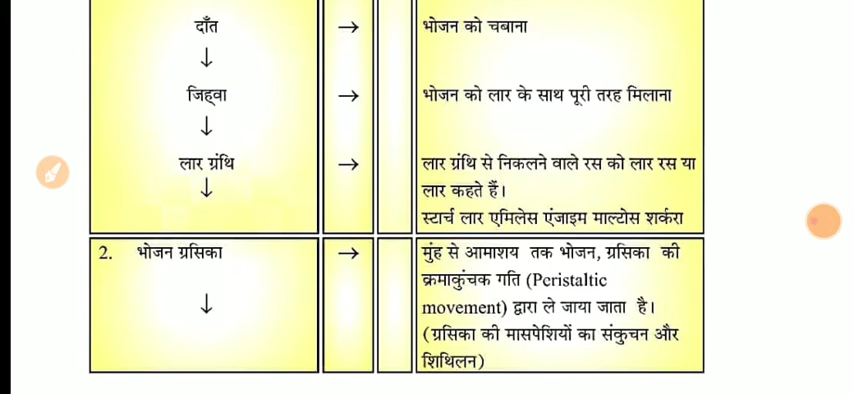 दाँत → भोजन को चबाना
↓
जिह्वा → भोजन को लार के साथ पूरी तरह मिलाना
↓
लार ग्रंथि → लार ग्रंथि से निकलने वाले रस को लार रस या
↓ लार कहते हैं।
स्टार्च लार एमिलेस एंजाइम माल्टोस शर्करा
2. भोजन ग्रसिका → मुंह से आमाशय तक भोजन, ग्रसिका की
क्रमाकुंचक गति (Peristaltic
↓ movement) द्वारा ले जाया जाता है।
(ग्रसिका की मासपेशियों का संकुचन और
शिथिलन)